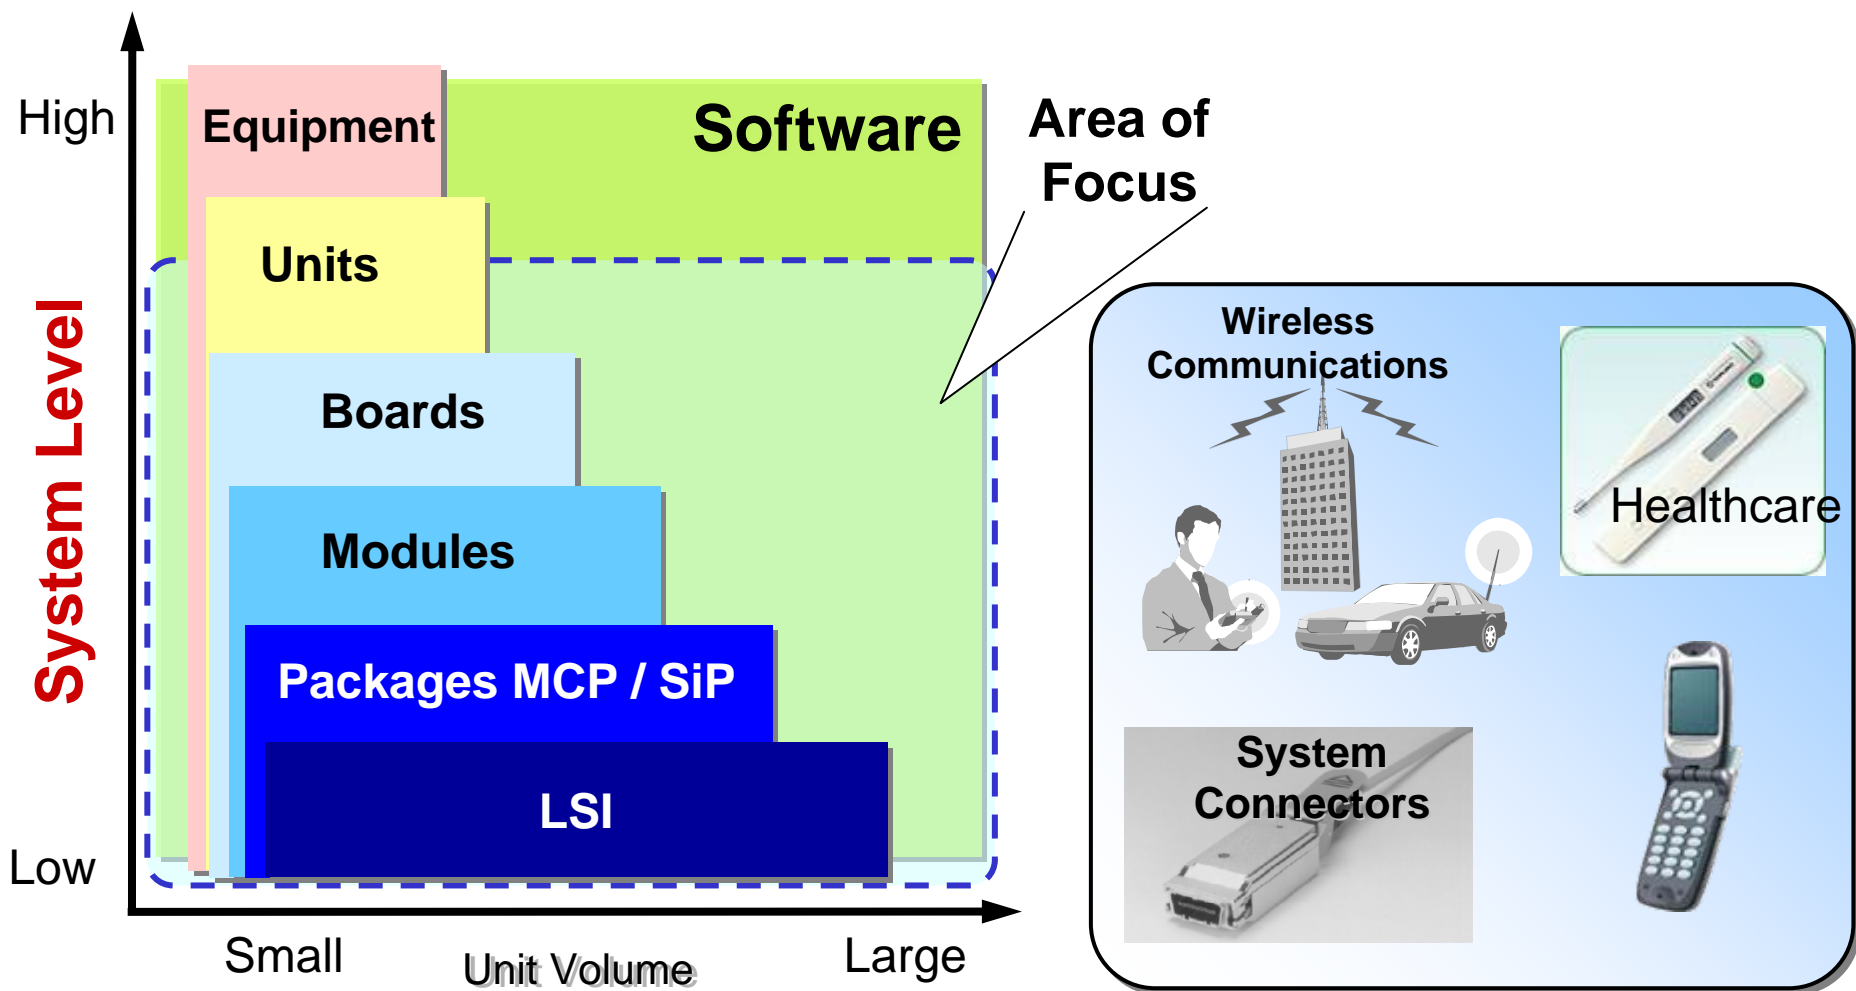 High
Equipment
Software
Area of
Focus
Units
System Level
Boards
Modules
Packages MCP / SiP
LSI
Low
Small
Unit Volume
Large
Wireless
Communications
Healthcare
System
Connectors